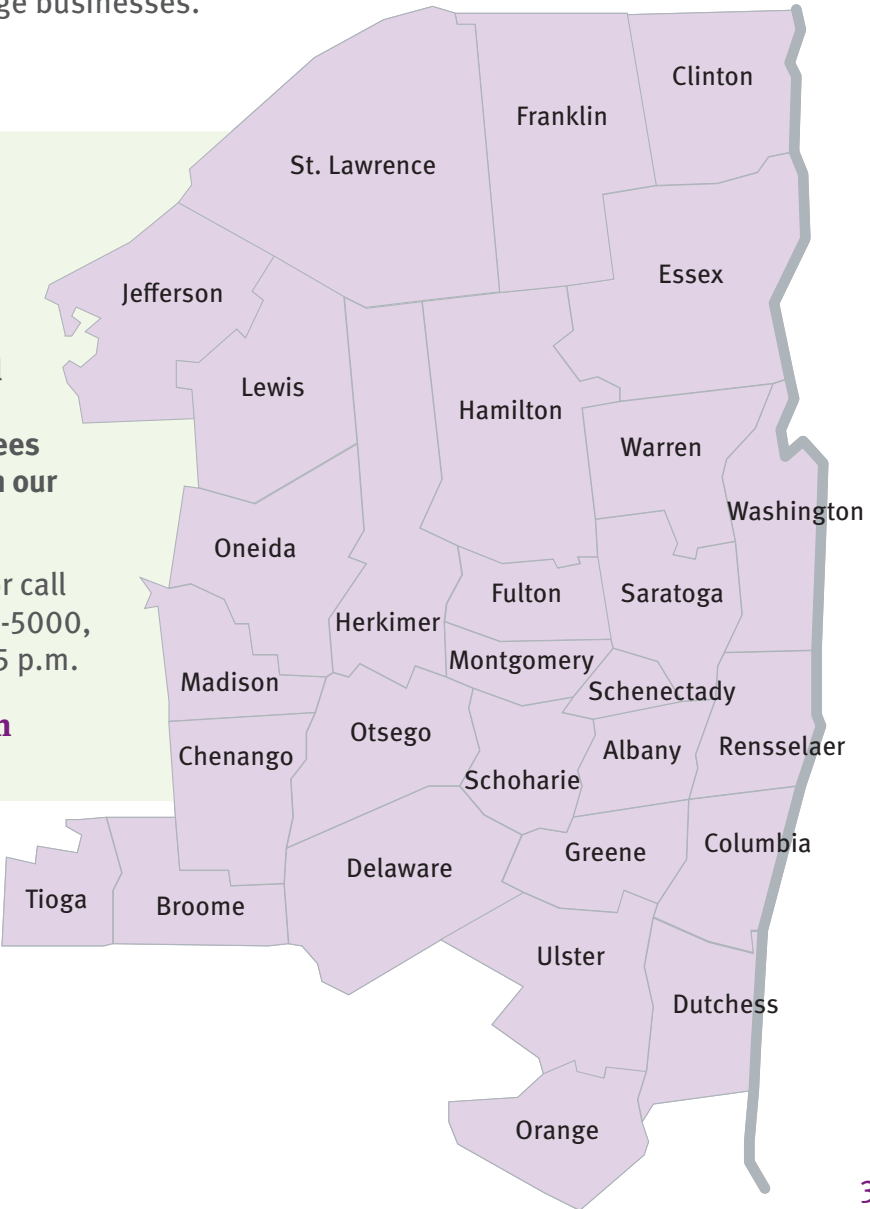 ge businesses.
ees
n our
r call
-5000,
5 p.m.
Clinton
Franklin
St. Lawrence
Essex
Jefferson
Lewis
Hamilton
Warren
Washington
Oneida
Fulton
Saratoga
Herkimer
Montgomery
Madison
Schenectady
Otsego
Albany
Rensselaer
Chenango
Schoharie
Columbia
Greene
Delaware
Tioga
Broome
Ulster
Dutchess
Orange
3